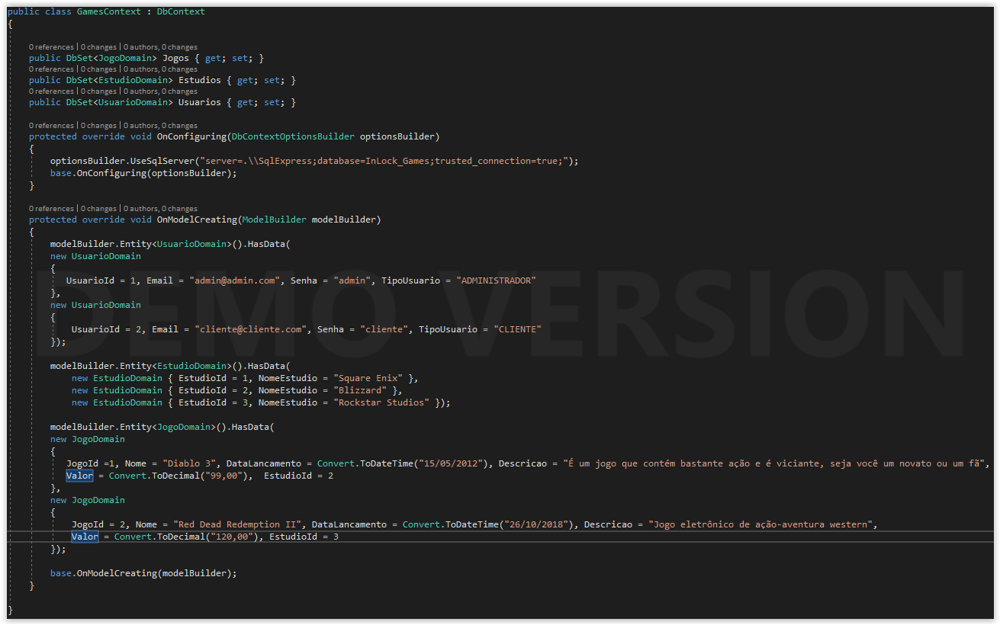 public class GamesContext : DbContext
{
0 references | 0 changes | 0 authors, 0 changes
public DbSet<JogoDomain> Jogos { get; set; }
0 references | 0 changes | 0 authors, 0 changes
public DbSet<EstudioDomain> Estudios { get; set; }
0 references | 0 changes | 0 authors, 0 changes
public DbSet<UsuarioDomain> Usuarios { get; set; }
0 references | 0 changes | 0 authors, 0 changes
protected override void OnConfiguring(DbContextOptionsBuilder optionsBuilder)
{
optionsBuilder.UseSqlServer("server=.\\SqlExpress;database=InLock_Games;trusted_connection=true;");
base.OnConfiguring(optionsBuilder);
}
0 references | 0 changes | 0 authors, 0 changes
protected override void OnModelCreating(ModelBuilder modelBuilder)
{
modelBuilder.Entity<UsuarioDomain>().HasData(
new UsuarioDomain
{
UsuarioId = 1, Email = "admin@admin.com", Senha = "admin", TipoUsuario = "ADMINISTRADOR"
},
new UsuarioDomain
{
UsuarioId = 2, Email = "cliente@cliente.com", Senha = "cliente", TipoUsuario = "CLIENTE"
});
DEMO VERSION
modelBuilder.Entity<EstudioDomain>().HasData(
new EstudioDomain { EstudioId = 1, NomeEstudio = "Square Enix" },
new EstudioDomain { EstudioId = 2, NomeEstudio = "Blizzard" },
new EstudioDomain { EstudioId = 3, NomeEstudio = "Rockstar Studios" });
modelBuilder.Entity<JogoDomain>().HasData(
new JogoDomain
{
JogoId =1, Nome = "Diablo 3", DataLancamento = Convert.ToDateTime("15/05/2012"), Descricao = "É um jogo que contém bastante ação e é viciante, seja você um novato ou um fã",
Valor = Convert.ToDecimal("99,00"),  EstudioId = 2
},
new JogoDomain
{
JogoId = 2, Nome = "Red Dead Redemption II", DataLancamento = Convert.ToDateTime("26/10/2018"), Descricao = "Jogo eletrônico de ação-aventura western",
Valor = Convert.ToDecimal("120,00"), EstudioId = 3
});
base.OnModelCreating(modelBuilder);
}
}